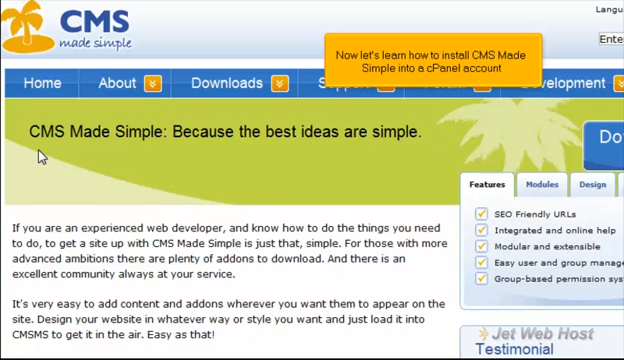 CMS
made simple
Langu
Ente
Now let's learn how to install CMS Made
Simple into a cPanel account
Home
About
Downloads
CMS Made Simple: Because the best ideas are simple.
Do
Features
Modules
Design
If you are an experienced web developer, and know how to do the things you need
to do, to get a site up with CMS Made Simple is just that, simple. For those with more
advanced ambitions there are plenty of addons to download. And there is an
excellent community always at your service.
It's very easy to add content and addons wherever you want them to appear on the
site. Design your website in whatever way or style you want and just load it into
CMSMS to get it in the air. Easy as that!
SEO Friendly URLs
Integrated and online help
Modular and extensible
Easy user and group manage
Group-based permission sys
Jet Web Host
Testimonial